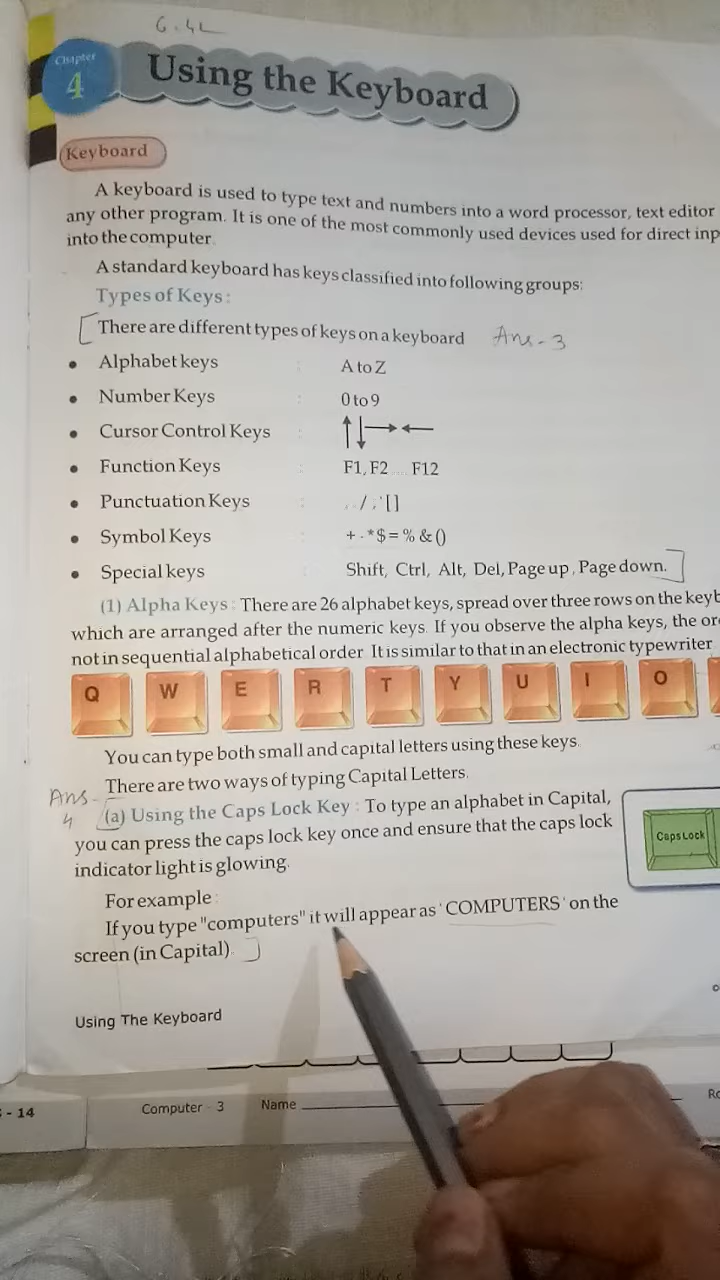 6.4L
Chapter
4
Using the Keyboard
Keyboard
A keyboard is used to type text and numbers into a word processor, text editor
any other program. It is one of the most commonly used devices used for direct inp
into the computer.
A standard keyboard has keys classified into following groups:
Types of Keys:
There are different types of keys on a keyboard Ans-3
• Alphabet keys : A to Z
• Number Keys : 0 to 9
• Cursor Control Keys : ↑↓→←
• Function Keys : F1, F2 ... F12
• Punctuation Keys : , . / ; ' [ ]
• Symbol Keys : + - * $ = % & ()
• Special keys : Shift, Ctrl, Alt, Del, Page up, Page down.
(1) Alpha Keys : There are 26 alphabet keys, spread over three rows on the keyb
which are arranged after the numeric keys. If you observe the alpha keys, the or
not in sequential alphabetical order. It is similar to that in an electronic typewriter
Q W E R T Y U I O
You can type both small and capital letters using these keys.
There are two ways of typing Capital Letters.
Ans-
4
(a) Using the Caps Lock Key : To type an alphabet in Capital,
you can press the caps lock key once and ensure that the caps lock
indicator light is glowing.
Caps Lock
For example :
If you type "computers" it will appear as 'COMPUTERS' on the
screen (in Capital).
Using The Keyboard
- 14
Computer - 3 Name
Ro